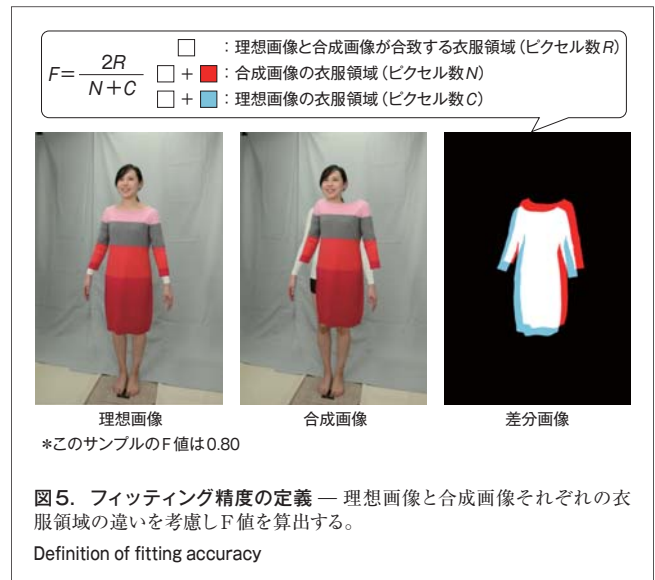 F= 2R / N+C
□ ：理想画像と合成画像が合致する衣服領域（ピクセル数R）
□ + ■ ：合成画像の衣服領域（ピクセル数N）
□ + ■ ：理想画像の衣服領域（ピクセル数C）
理想画像 合成画像 差分画像
*このサンプルのF値は0.80
図5. フィッティング精度の定義 — 理想画像と合成画像それぞれの衣
服領域の違いを考慮しF値を算出する。
Definition of fitting accuracy